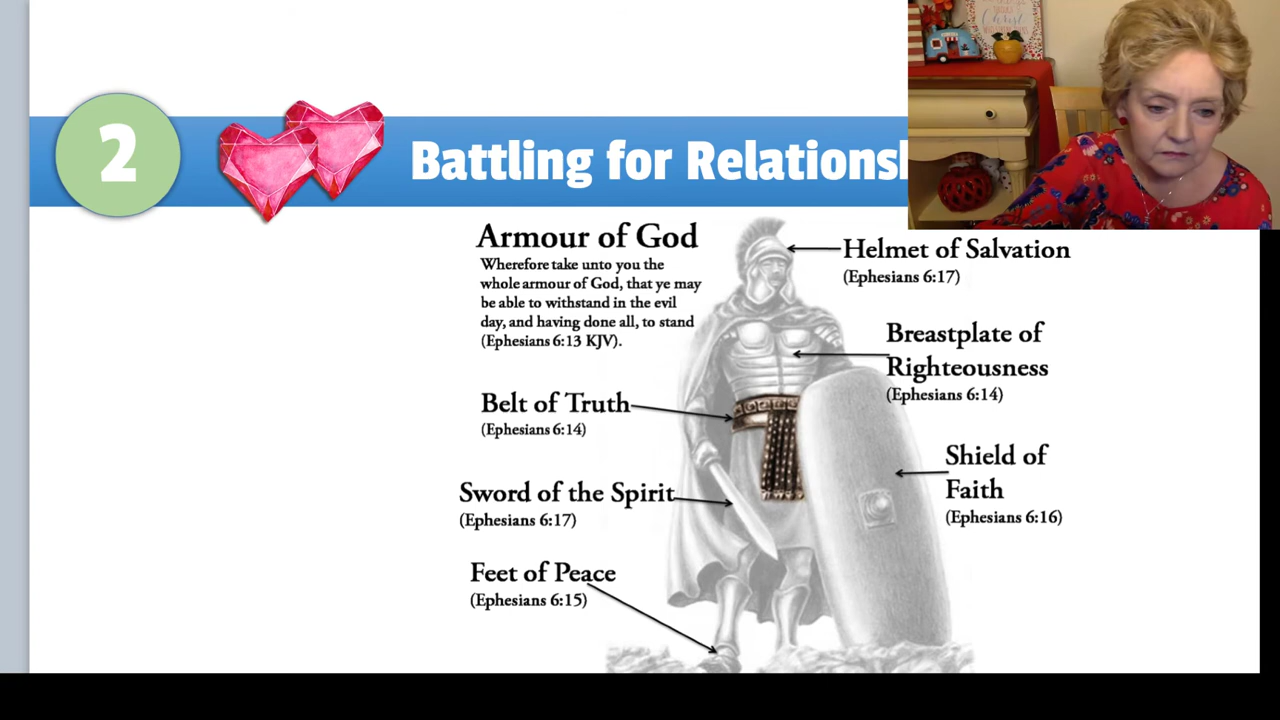 Christ
2
Battling for Relations
Armour of God
Wherefore take unto you the
whole armour of God, that ye may
be able to withstand in the evil
day, and having done all, to stand
(Ephesians 6:13 KJV).
Helmet of Salvation
(Ephesians 6:17)
Breastplate of
Righteousness
(Ephesians 6:14)
Belt of Truth
(Ephesians 6:14)
Shield of
Faith
(Ephesians 6:16)
Sword of the Spirit
(Ephesians 6:17)
Feet of Peace
(Ephesians 6:15)